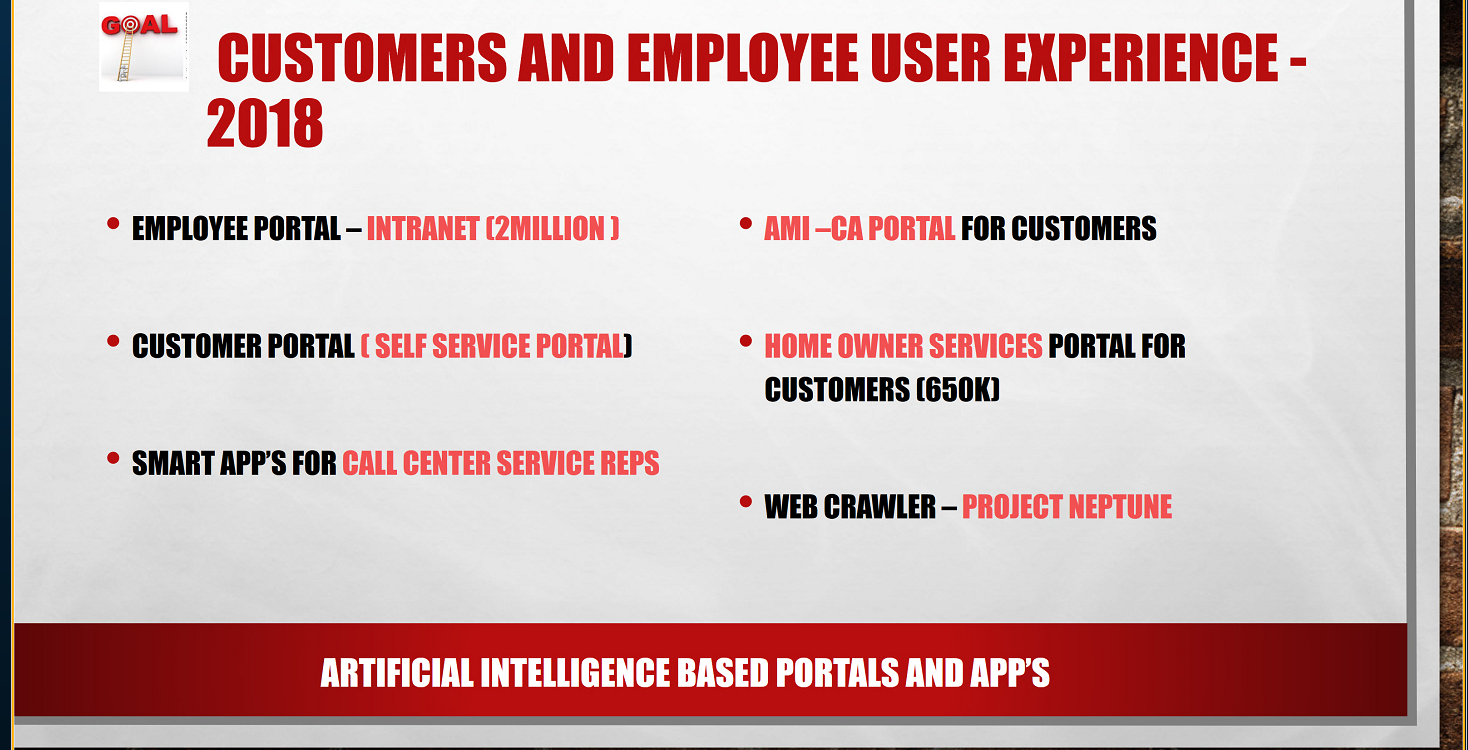 GOAL
CUSTOMERS AND EMPLOYEE USER EXPERIENCE -
2018
• EMPLOYEE PORTAL – INTRANET (2MILLION )
• CUSTOMER PORTAL ( SELF SERVICE PORTAL)
• SMART APP’S FOR CALL CENTER SERVICE REPS
• AMI –CA PORTAL FOR CUSTOMERS
• HOME OWNER SERVICES PORTAL FOR
CUSTOMERS (650K)
• WEB CRAWLER – PROJECT NEPTUNE
ARTIFICIAL INTELLIGENCE BASED PORTALS AND APP’S